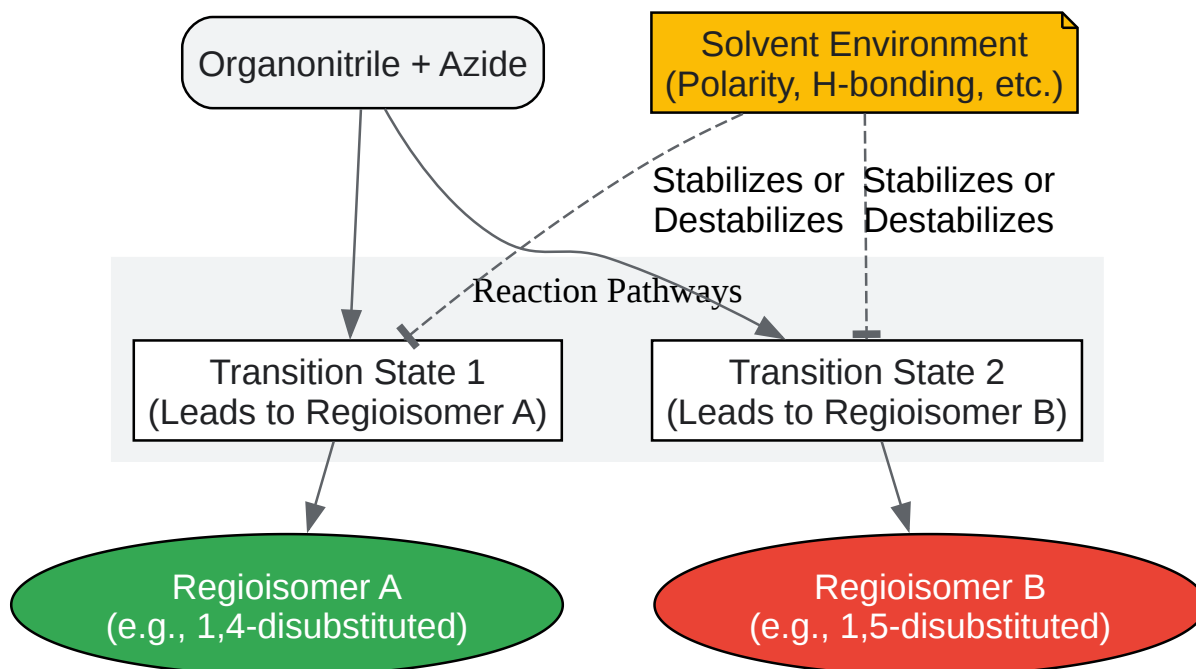 Organonitrile + Azide
Solvent Environment
(Polarity, H-bonding, etc.)
Stabilizes or
Destabilizes
Stabilizes or
Destabilizes
Reaction Pathways
Transition State 1
(Leads to Regioisomer A)
Transition State 2
(Leads to Regioisomer B)
Regioisomer A
(e.g., 1,4-disubstituted)
Regioisomer B
(e.g., 1,5-disubstituted)